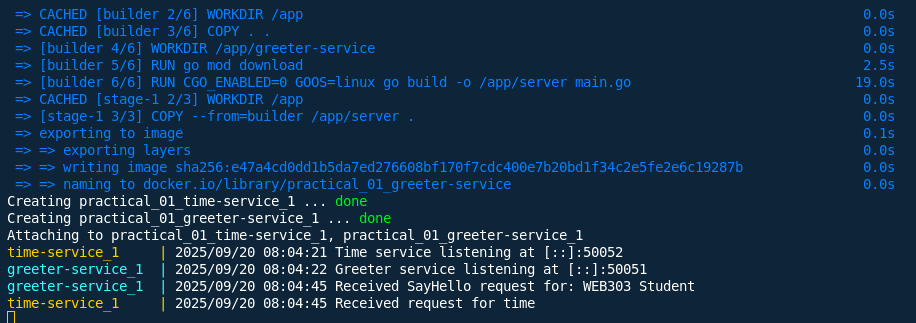 => CACHED [builder 2/6] WORKDIR /app 0.0s
=> CACHED [builder 3/6] COPY . . 0.0s
=> [builder 4/6] WORKDIR /app/greeter-service 0.0s
=> [builder 5/6] RUN go mod download 2.5s
=> [builder 6/6] RUN CGO_ENABLED=0 GOOS=linux go build -o /app/server main.go 19.0s
=> CACHED [stage-1 2/3] WORKDIR /app 0.0s
=> [stage-1 3/3] COPY --from=builder /app/server . 0.0s
=> exporting to image 0.1s
=> => exporting layers 0.0s
=> => writing image sha256:e47a4cd0dd1b5da7ed276608bf170f7cdc400e7b20bd1f34c2e5fe2e6c19287b 0.0s
=> => naming to docker.io/library/practical_01_greeter-service 0.0s
Creating practical_01_time-service_1 ... done
Creating practical_01_greeter-service_1 ... done
Attaching to practical_01_time-service_1, practical_01_greeter-service_1
time-service_1 | 2025/09/20 08:04:21 Time service listening at [::]:50052
greeter-service_1 | 2025/09/20 08:04:22 Greeter service listening at [::]:50051
greeter-service_1 | 2025/09/20 08:04:45 Received SayHello request for: WEB303 Student
time-service_1 | 2025/09/20 08:04:45 Received request for time